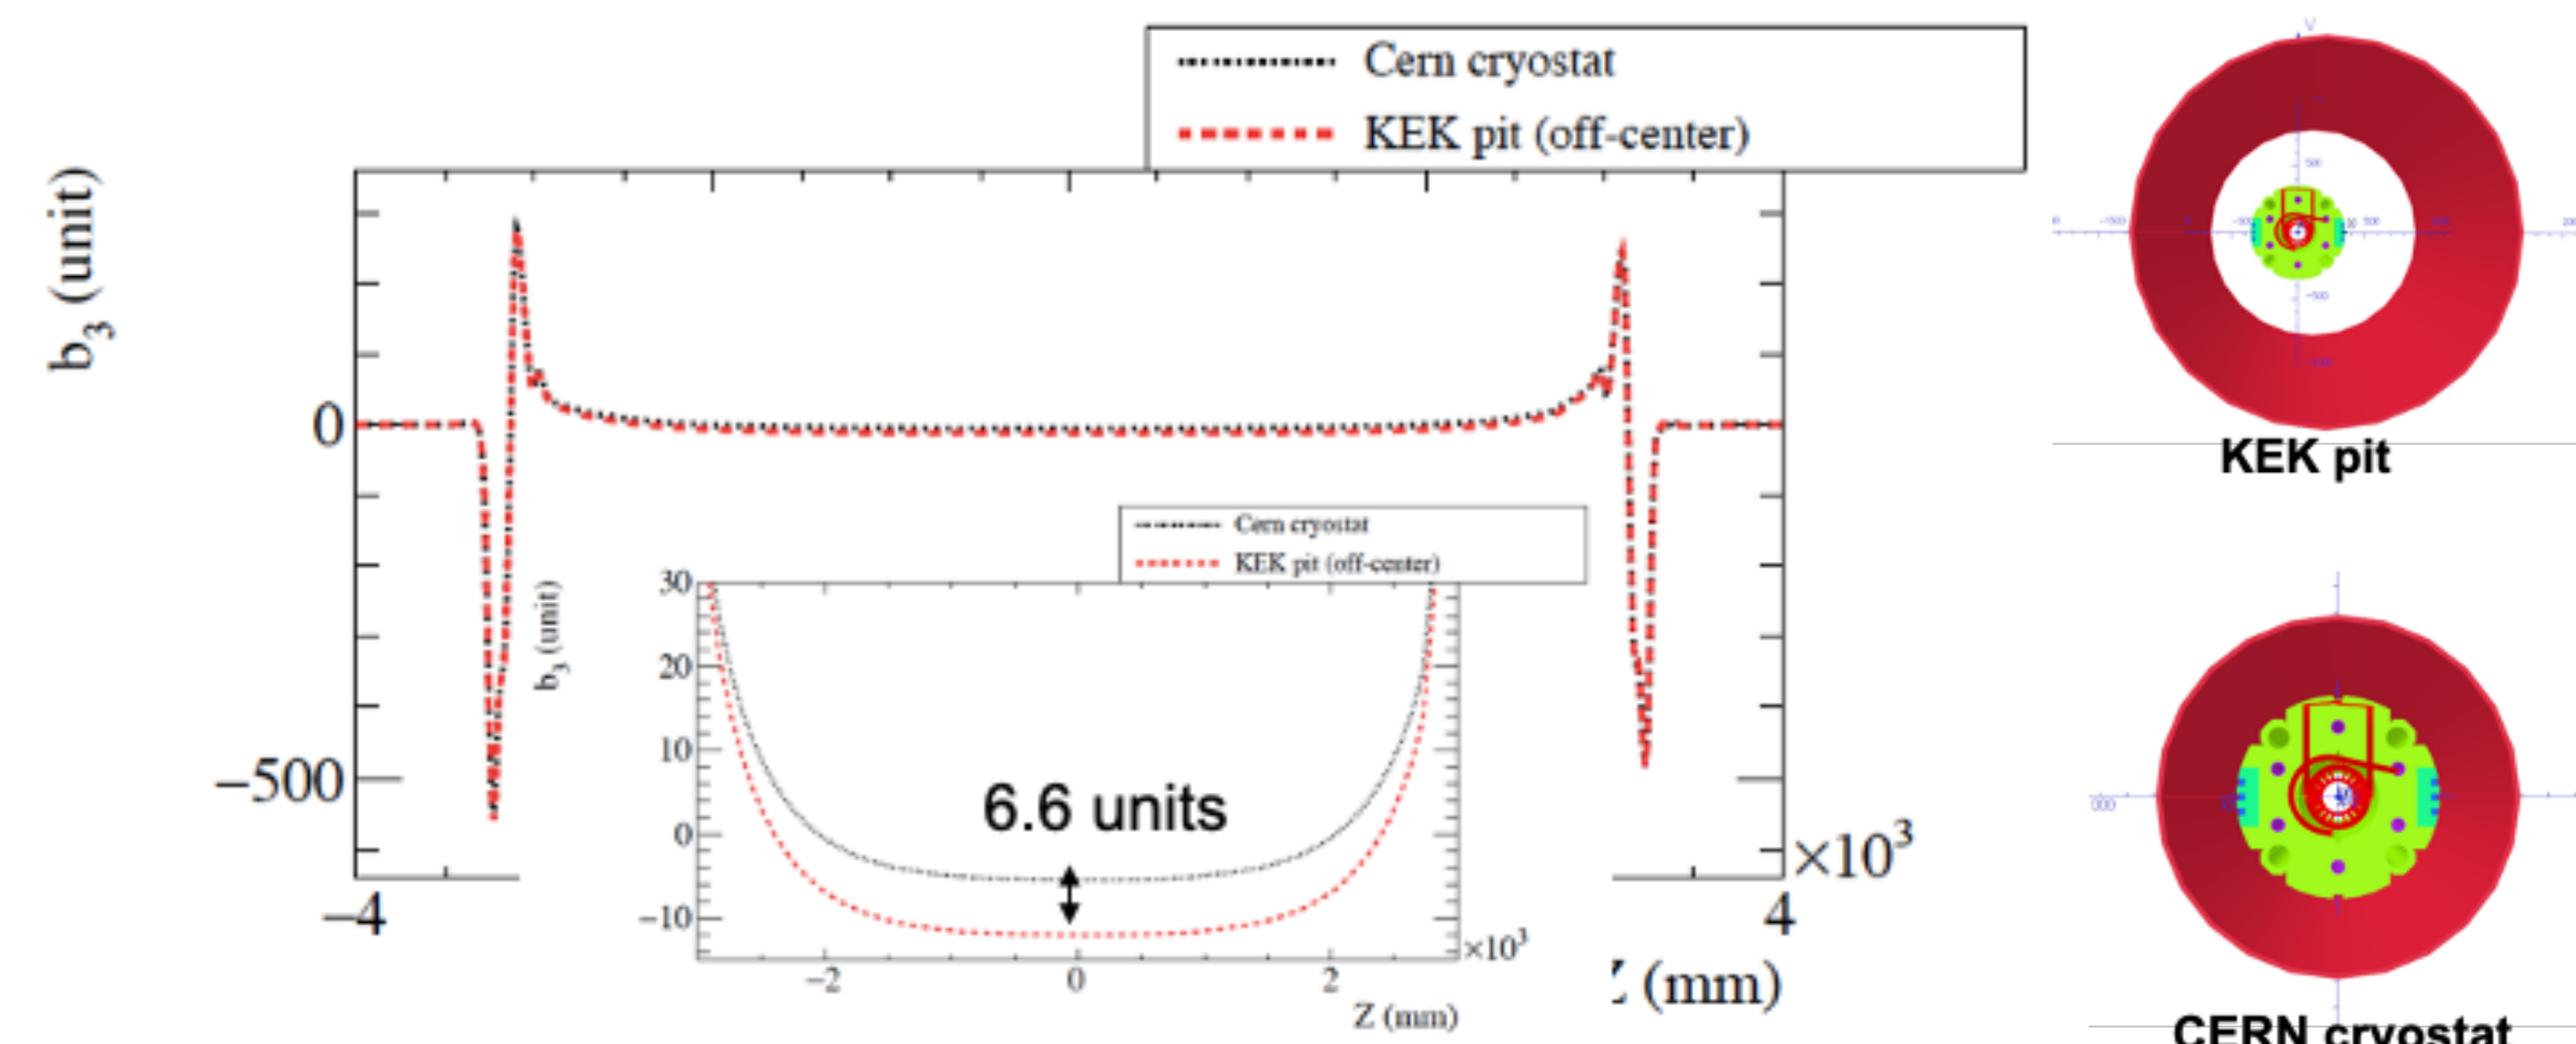 Cern cryostat
KEK pit (off-center)
b3 (unit)
0
−500
−4
4
×10³
(mm)
Cern cryostat
KEK pit (off-center)
b3 (unit)
30
20
10
0
−10
6.6 units
−2
0
2
×10³
Z (mm)
KEK pit
CERN cryostat